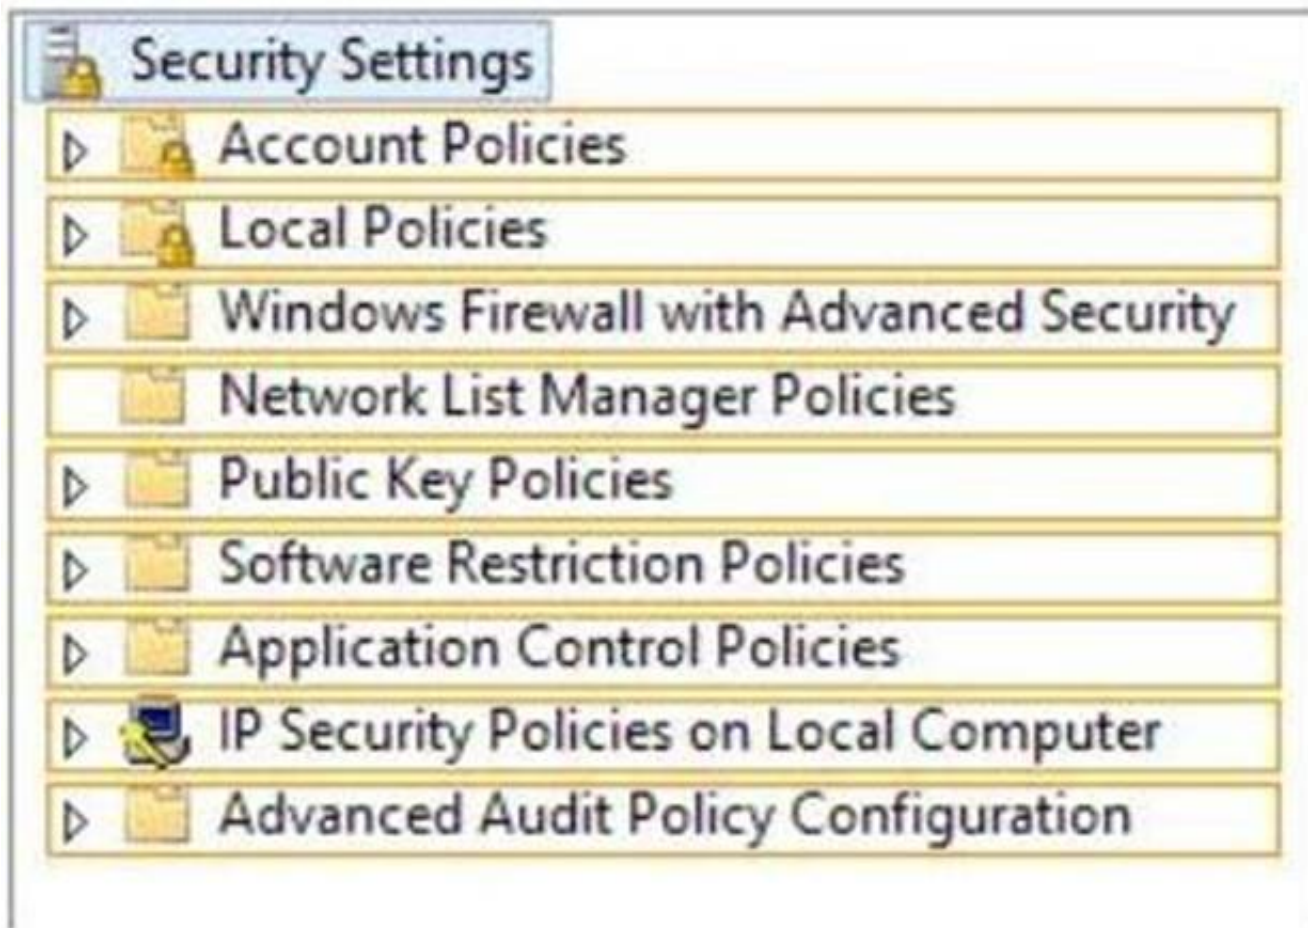 Security Settings
Account Policies
Local Policies
Windows Firewall with Advanced Security
Network List Manager Policies
Public Key Policies
Software Restriction Policies
Application Control Policies
IP Security Policies on Local Computer
Advanced Audit Policy Configuration